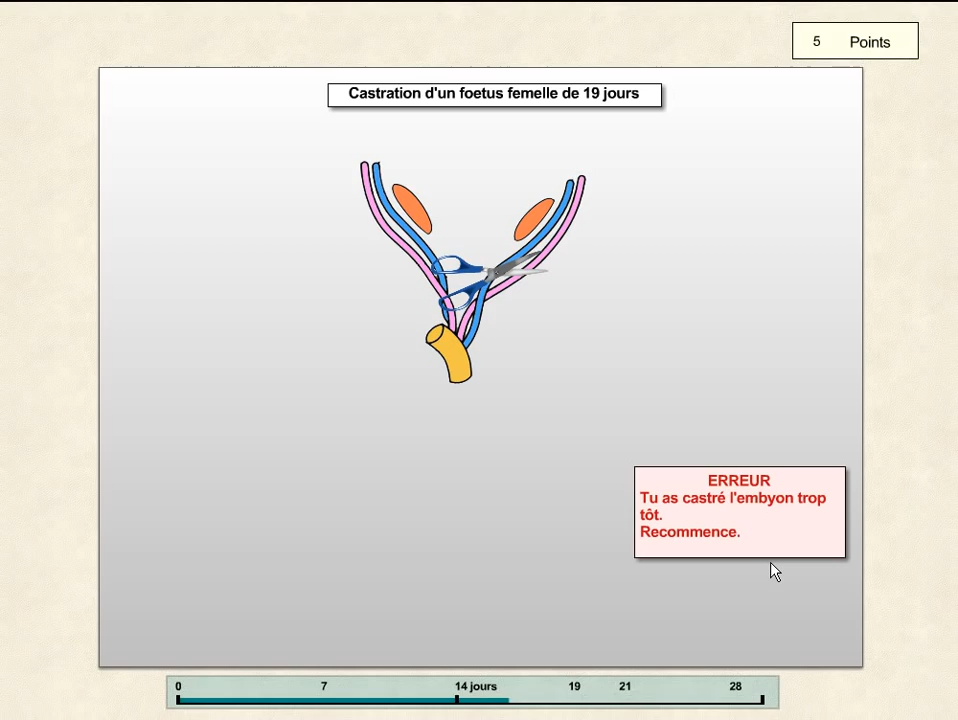 5 Points
Castration d'un foetus femelle de 19 jours
ERREUR
Tu as castré l'embyon trop
tôt.
Recommence.
0 7 14 jours 19 21 28